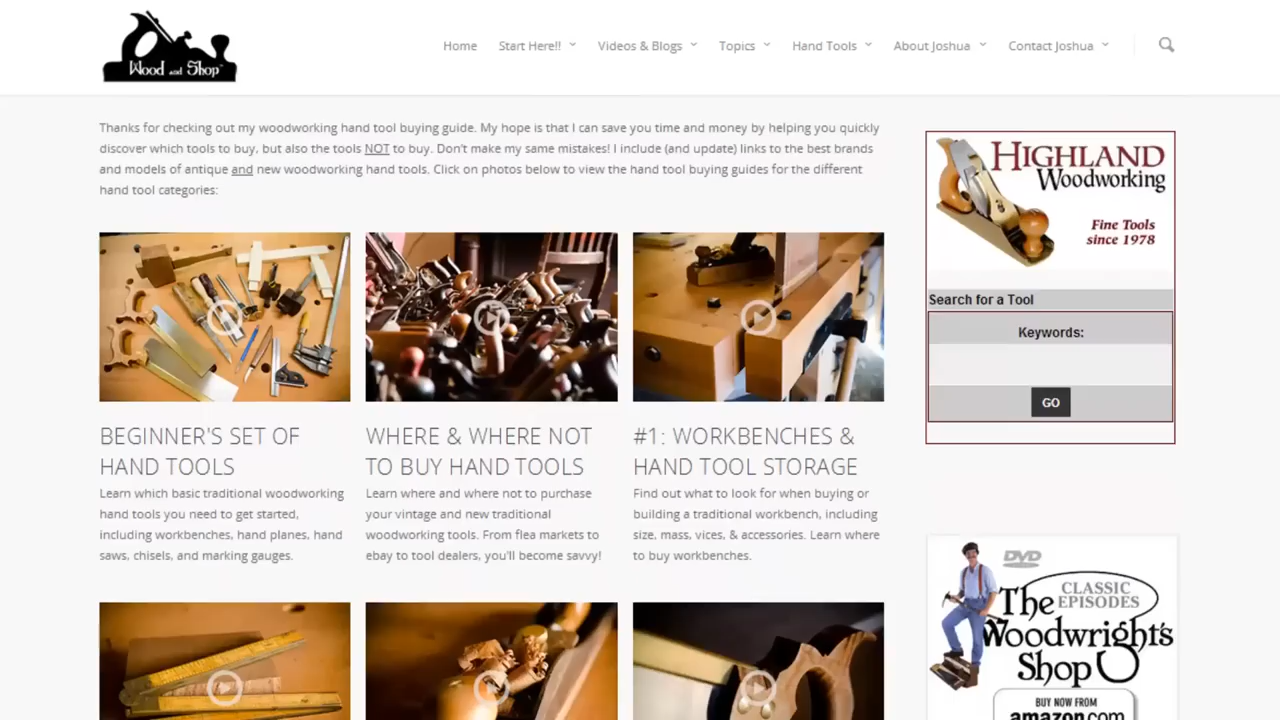 Wood and Shop
Home
Start Here!!
Videos & Blogs
Topics
Hand Tools
About Joshua
Contact Joshua
Thanks for checking out my woodworking hand tool buying guide. My hope is that I can save you time and money by helping you quickly
discover which tools to buy, but also the tools NOT to buy. Don't make my same mistakes! I include (and update) links to the best brands
and models of antique and new woodworking hand tools. Click on photos below to view the hand tool buying guides for the different
hand tool categories:
BEGINNER'S SET OF
HAND TOOLS
Learn which basic traditional woodworking
hand tools you need to get started,
including workbenches, hand planes, hand
saws, chisels, and marking gauges.
WHERE & WHERE NOT
TO BUY HAND TOOLS
Learn where and where not to purchase
your vintage and new traditional
woodworking tools. From flea markets to
ebay to tool dealers, you'll become savvy!
#1: WORKBENCHES &
HAND TOOL STORAGE
Find out what to look for when buying or
building a traditional workbench, including
size, mass, vices, & accessories. Learn where
to buy workbenches.
HIGHLAND
Woodworking
Fine Tools
since 1978
Search for a Tool
Keywords:
GO
DVD
CLASSIC
EPISODES
The
Woodwright's
Shop
BUY NOW FROM
amazon.com